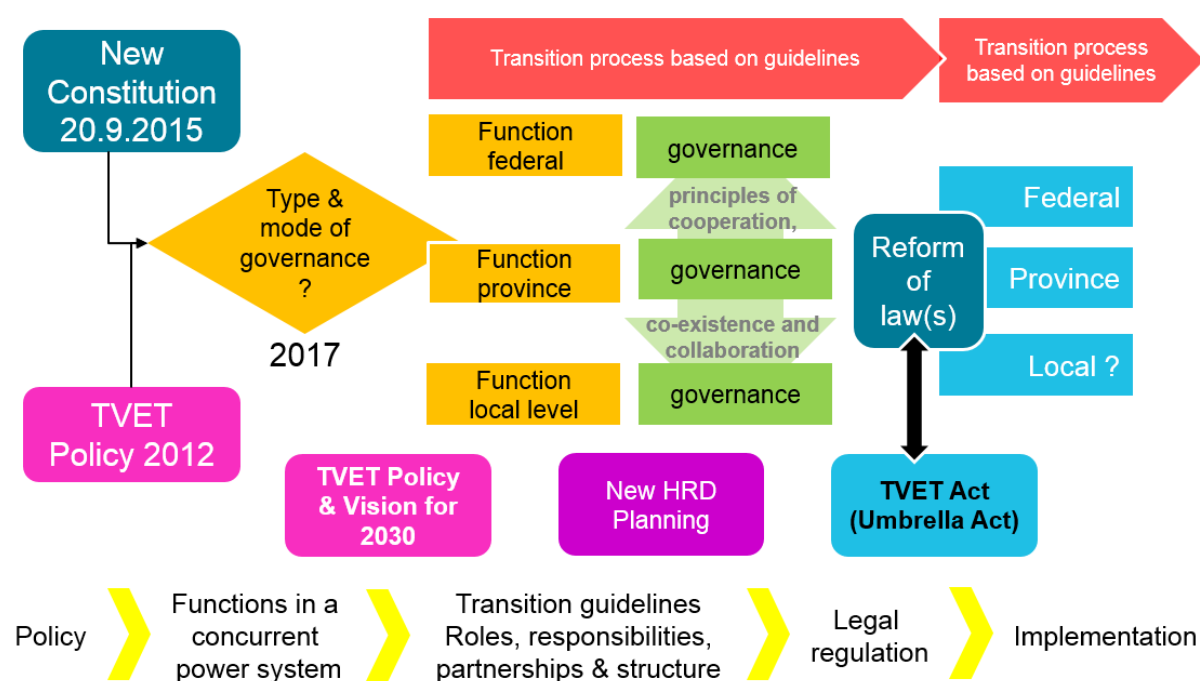 New
Constitution
20.9.2015
Transition process based on guidelines
Transition process
based on guidelines
Type &
mode of
governance
?
2017
TVET
Policy 2012
Function
federal
governance
principles of
cooperation,
Function
province
governance
co-existence and
collaboration
Function
local level
governance
Reform
of
law(s)
Federal
Province
Local ?
TVET Policy
& Vision for
2030
New HRD
Planning
TVET Act
(Umbrella Act)
Policy
Functions in a
concurrent
power system
Transition guidelines
Roles, responsibilities,
partnerships & structure
Legal
regulation
Implementation